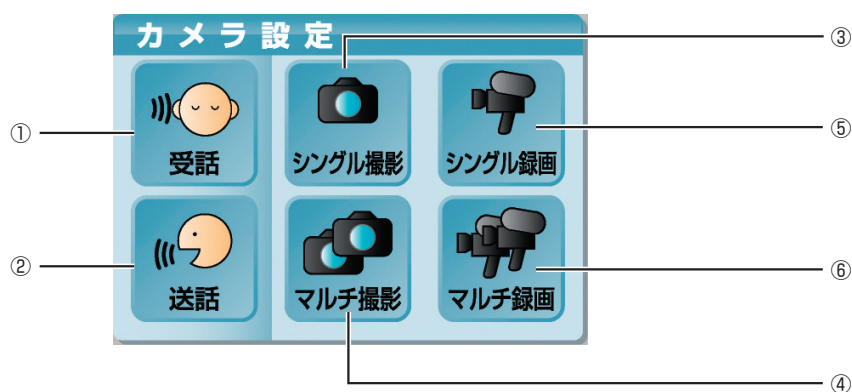 カメラ設定
③
①
受話
シングル撮影
シングル録画
⑤
②
送話
マルチ撮影
マルチ録画
⑥
④